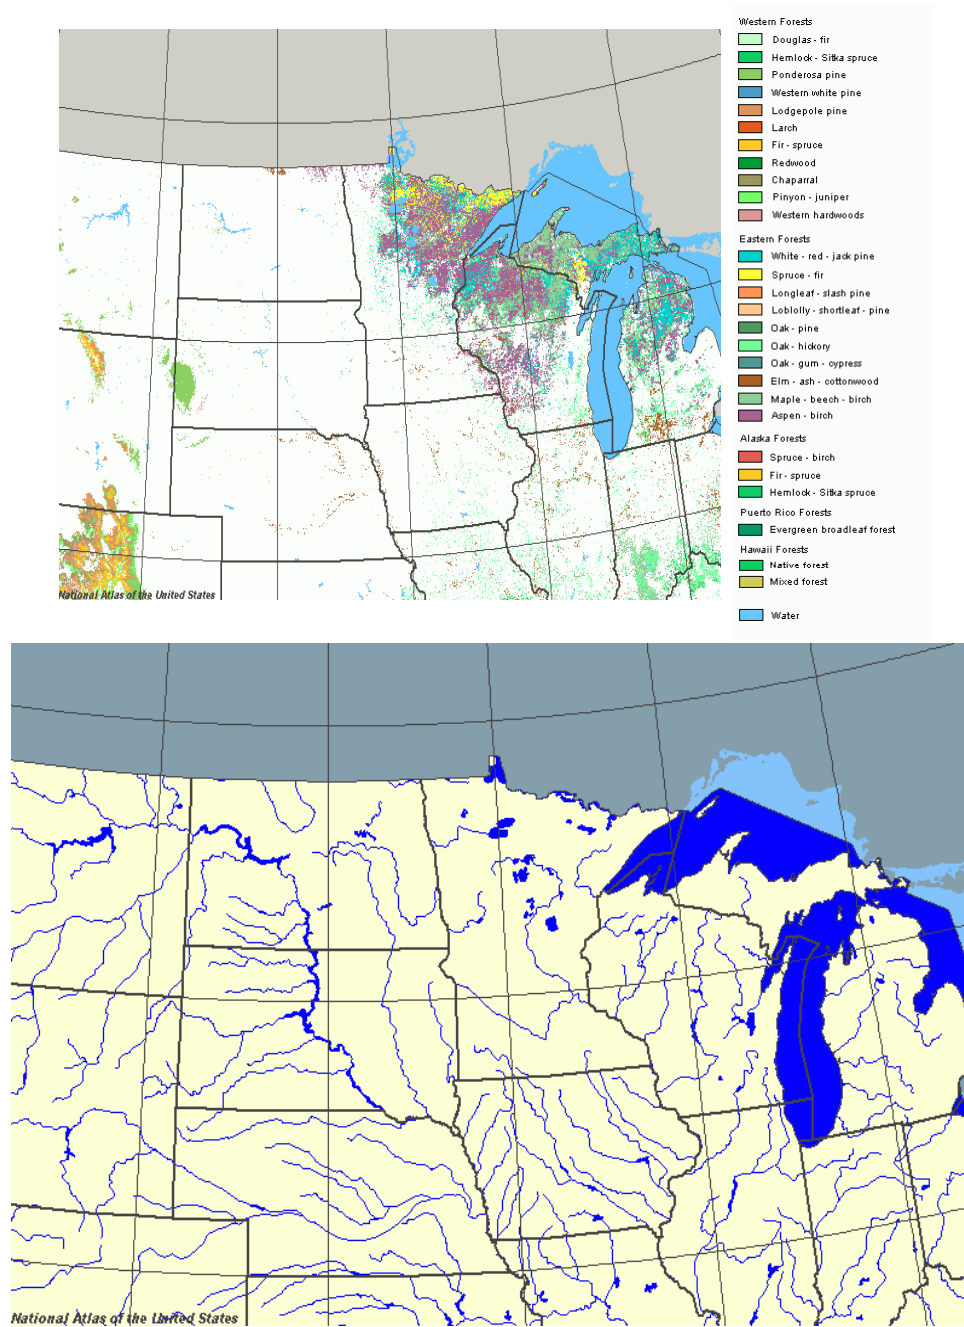 Western Forests
Douglas - fir
Hemlock - Sitka spruce
Ponderosa pine
Western white pine
Lodgepole pine
Larch
Fir - spruce
Redwood
Chaparral
Pinyon - juniper
Western hardwoods
Eastern Forests
White - red - jack pine
Spruce - fir
Longleaf - slash pine
Loblolly - shortleaf - pine
Oak - pine
Oak - hickory
Oak - gum - cypress
Elm - ash - cottonwood
Maple - beech - birch
Aspen - birch
Alaska Forests
Spruce - birch
Fir - spruce
Hemlock - Sitka spruce
Puerto Rico Forests
Evergreen broadleaf forest
Hawaii Forests
Native forest
Mixed forest
Water
National Atlas of the United States
National Atlas of the United States